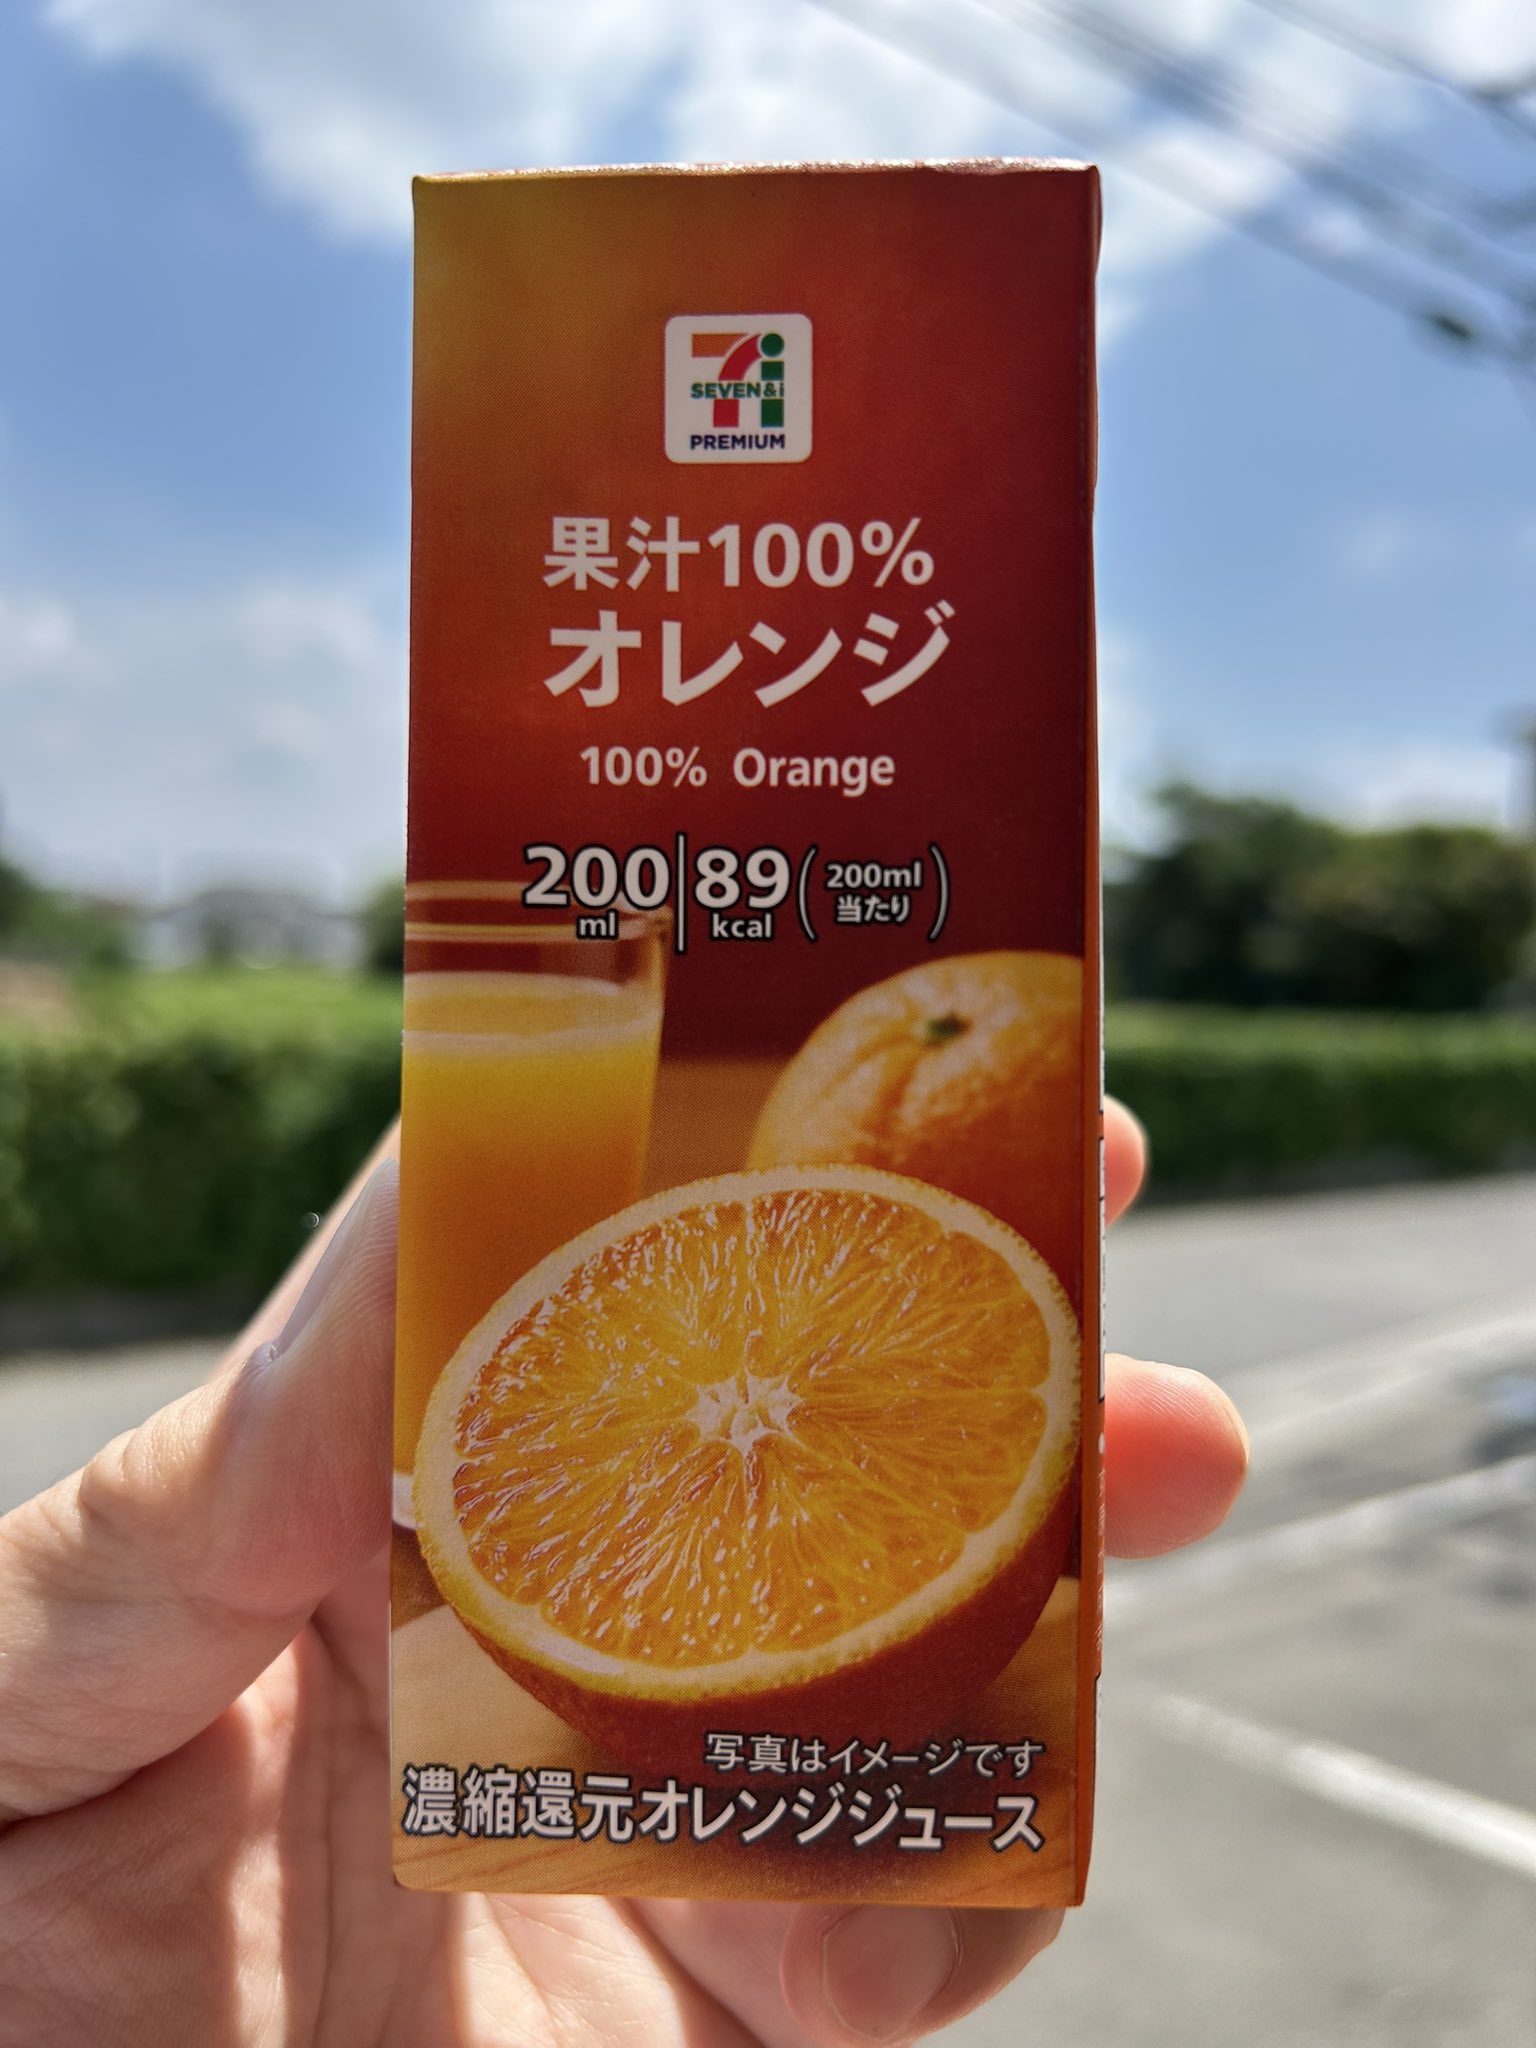 SEVEN&i
PREMIUM
果汁100%
オレンジ
100% Orange
200 ml 89 kcal (200ml 当たり)
写真はイメージです
濃縮還元オレンジジュース